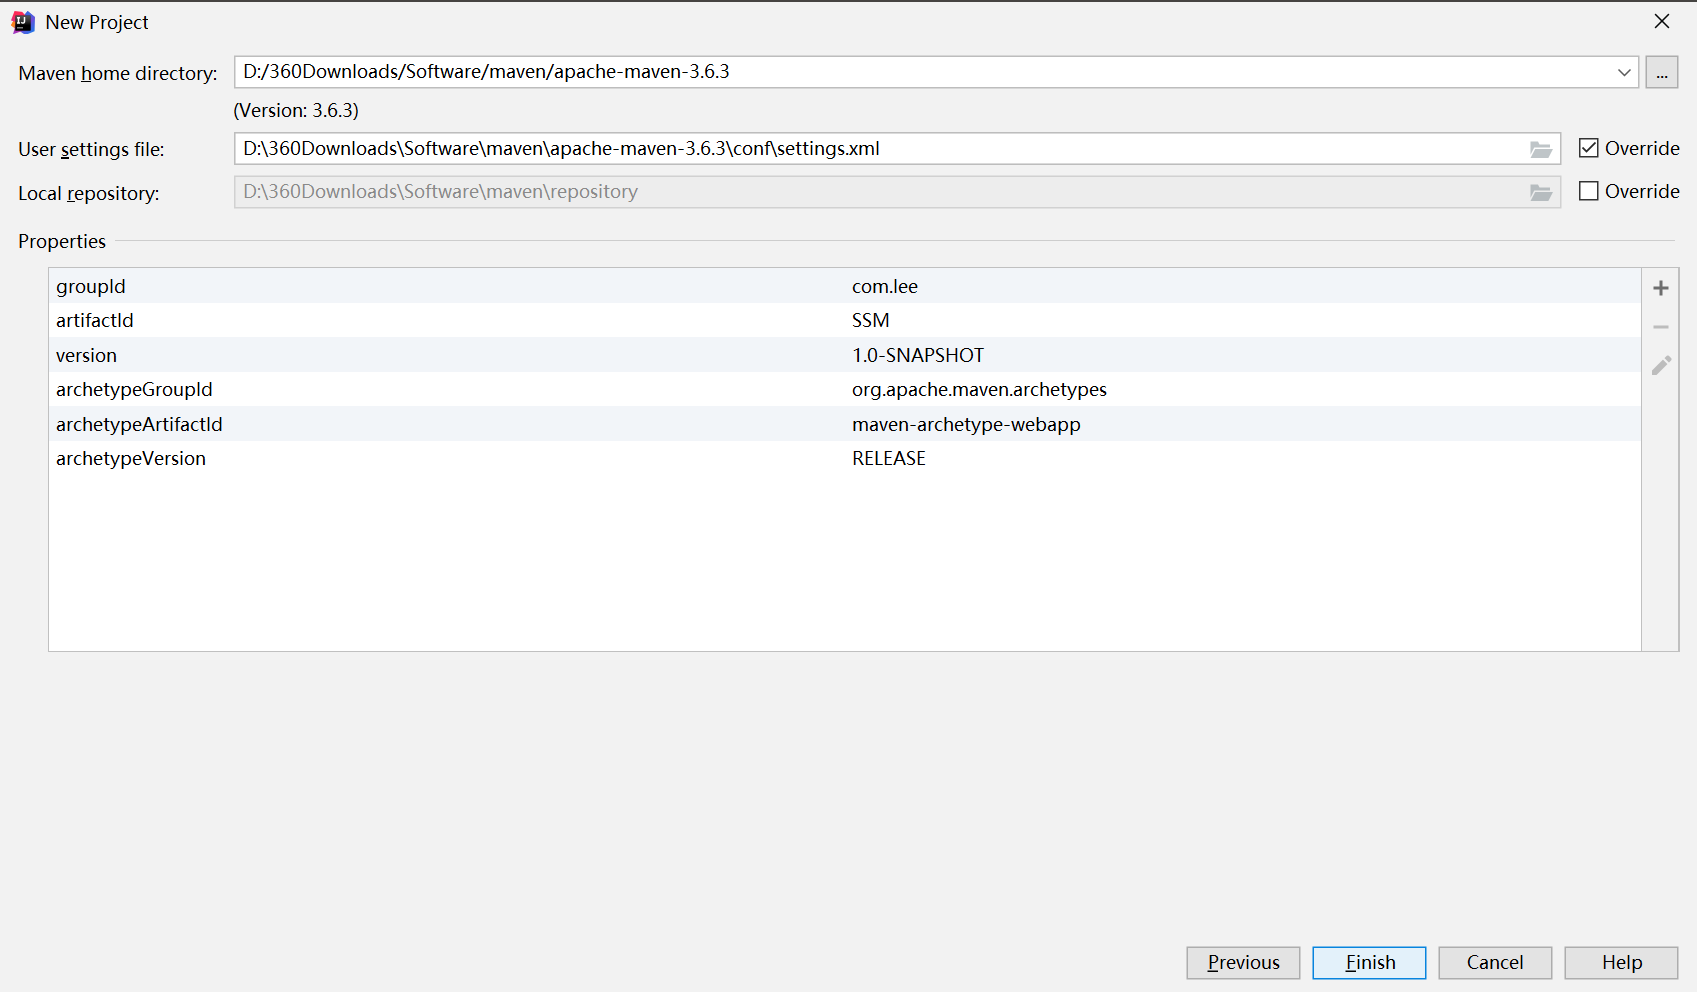 New Project
Maven home directory: D:/360Downloads/Software/maven/apache-maven-3.6.3 ...
(Version: 3.6.3)
User settings file: D:\360Downloads\Software\maven\apache-maven-3.6.3\conf\settings.xml Override
Local repository: D:\360Downloads\Software\maven\repository Override
Properties
groupId com.lee
artifactId SSM
version 1.0-SNAPSHOT
archetypeGroupId org.apache.maven.archetypes
archetypeArtifactId maven-archetype-webapp
archetypeVersion RELEASE
Previous Finish Cancel Help